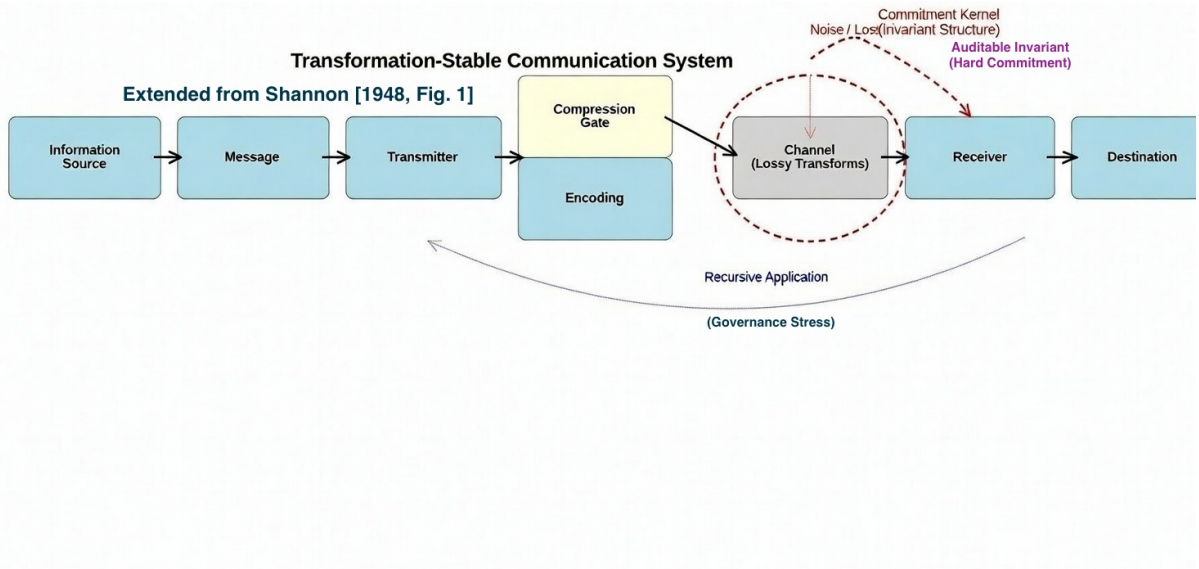 Commitment Kernel
Noise / Loss(Invariant Structure)
Auditable Invariant
(Hard Commitment)
Transformation-Stable Communication System
Extended from Shannon [1948, Fig. 1]
Information
Source
Message
Transmitter
Compression
Gate
Encoding
Channel
(Lossy Transforms)
Receiver
Destination
Recursive Application
(Governance Stress)